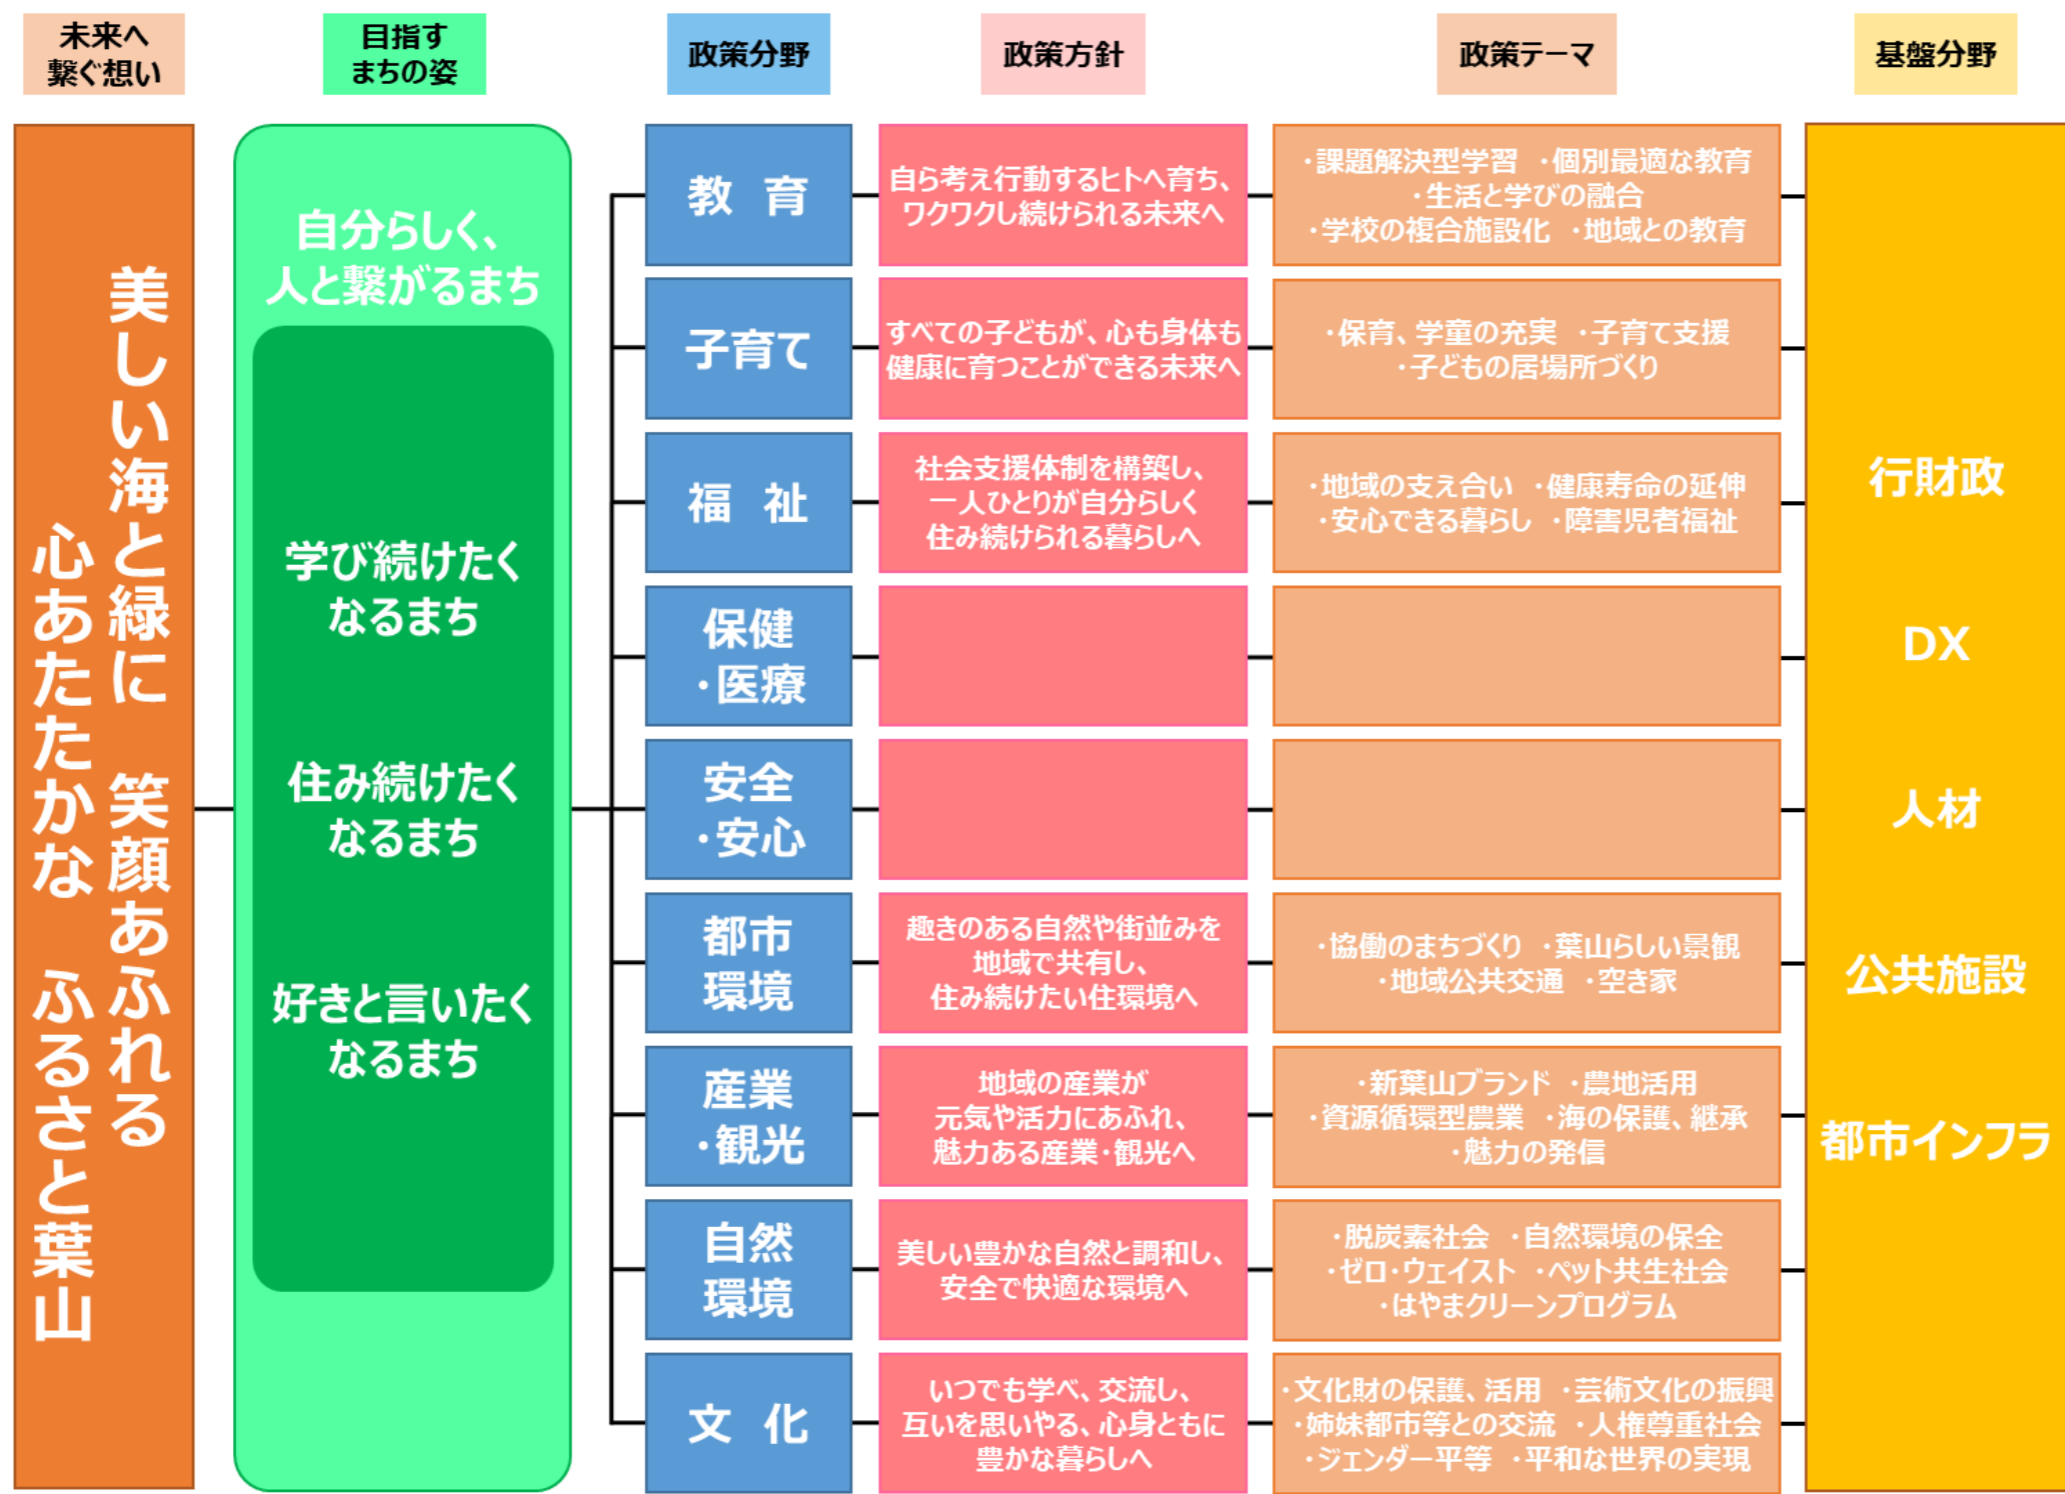 未来へ
繋ぐ想い
目指す
まちの姿
政策分野
政策方針
政策テーマ
基盤分野
美しい海と緑に　笑顔あふれる
心あたたかな　ふるさと葉山
自分らしく、
人と繋がるまち
学び続けたく
なるまち
住み続けたく
なるまち
好きと言いたく
なるまち
教　育
自ら考え行動するヒトへ育ち、
ワクワクし続けられる未来へ
・課題解決型学習　・個別最適な教育
・生活と学びの融合
・学校の複合施設化　・地域との教育
子育て
すべての子どもが、心も身体も
健康に育つことができる未来へ
・保育、学童の充実　・子育て支援
・子どもの居場所づくり
福　祉
社会支援体制を構築し、
一人ひとりが自分らしく
住み続けられる暮らしへ
・地域の支え合い　・健康寿命の延伸
・安心できる暮らし　・障害児者福祉
保健
・医療
安全
・安心
都市
環境
趣きのある自然や街並みを
地域で共有し、
住み続けたい住環境へ
・協働のまちづくり　・葉山らしい景観
・地域公共交通　・空き家
産業
・観光
地域の産業が
元気や活力にあふれ、
魅力ある産業・観光へ
・新葉山ブランド　・農地活用
・資源循環型農業　・海の保護、継承
・魅力の発信
自然
環境
美しい豊かな自然と調和し、
安全で快適な環境へ
・脱炭素社会　・自然環境の保全
・ゼロ・ウェイスト　・ペット共生社会
・はやまクリーンプログラム
文　化
いつでも学べ、交流し、
互いを思いやる、心身ともに
豊かな暮らしへ
・文化財の保護、活用　・芸術文化の振興
・姉妹都市等との交流　・人権尊重社会
・ジェンダー平等　・平和な世界の実現
行財政
DX
人材
公共施設
都市インフラ